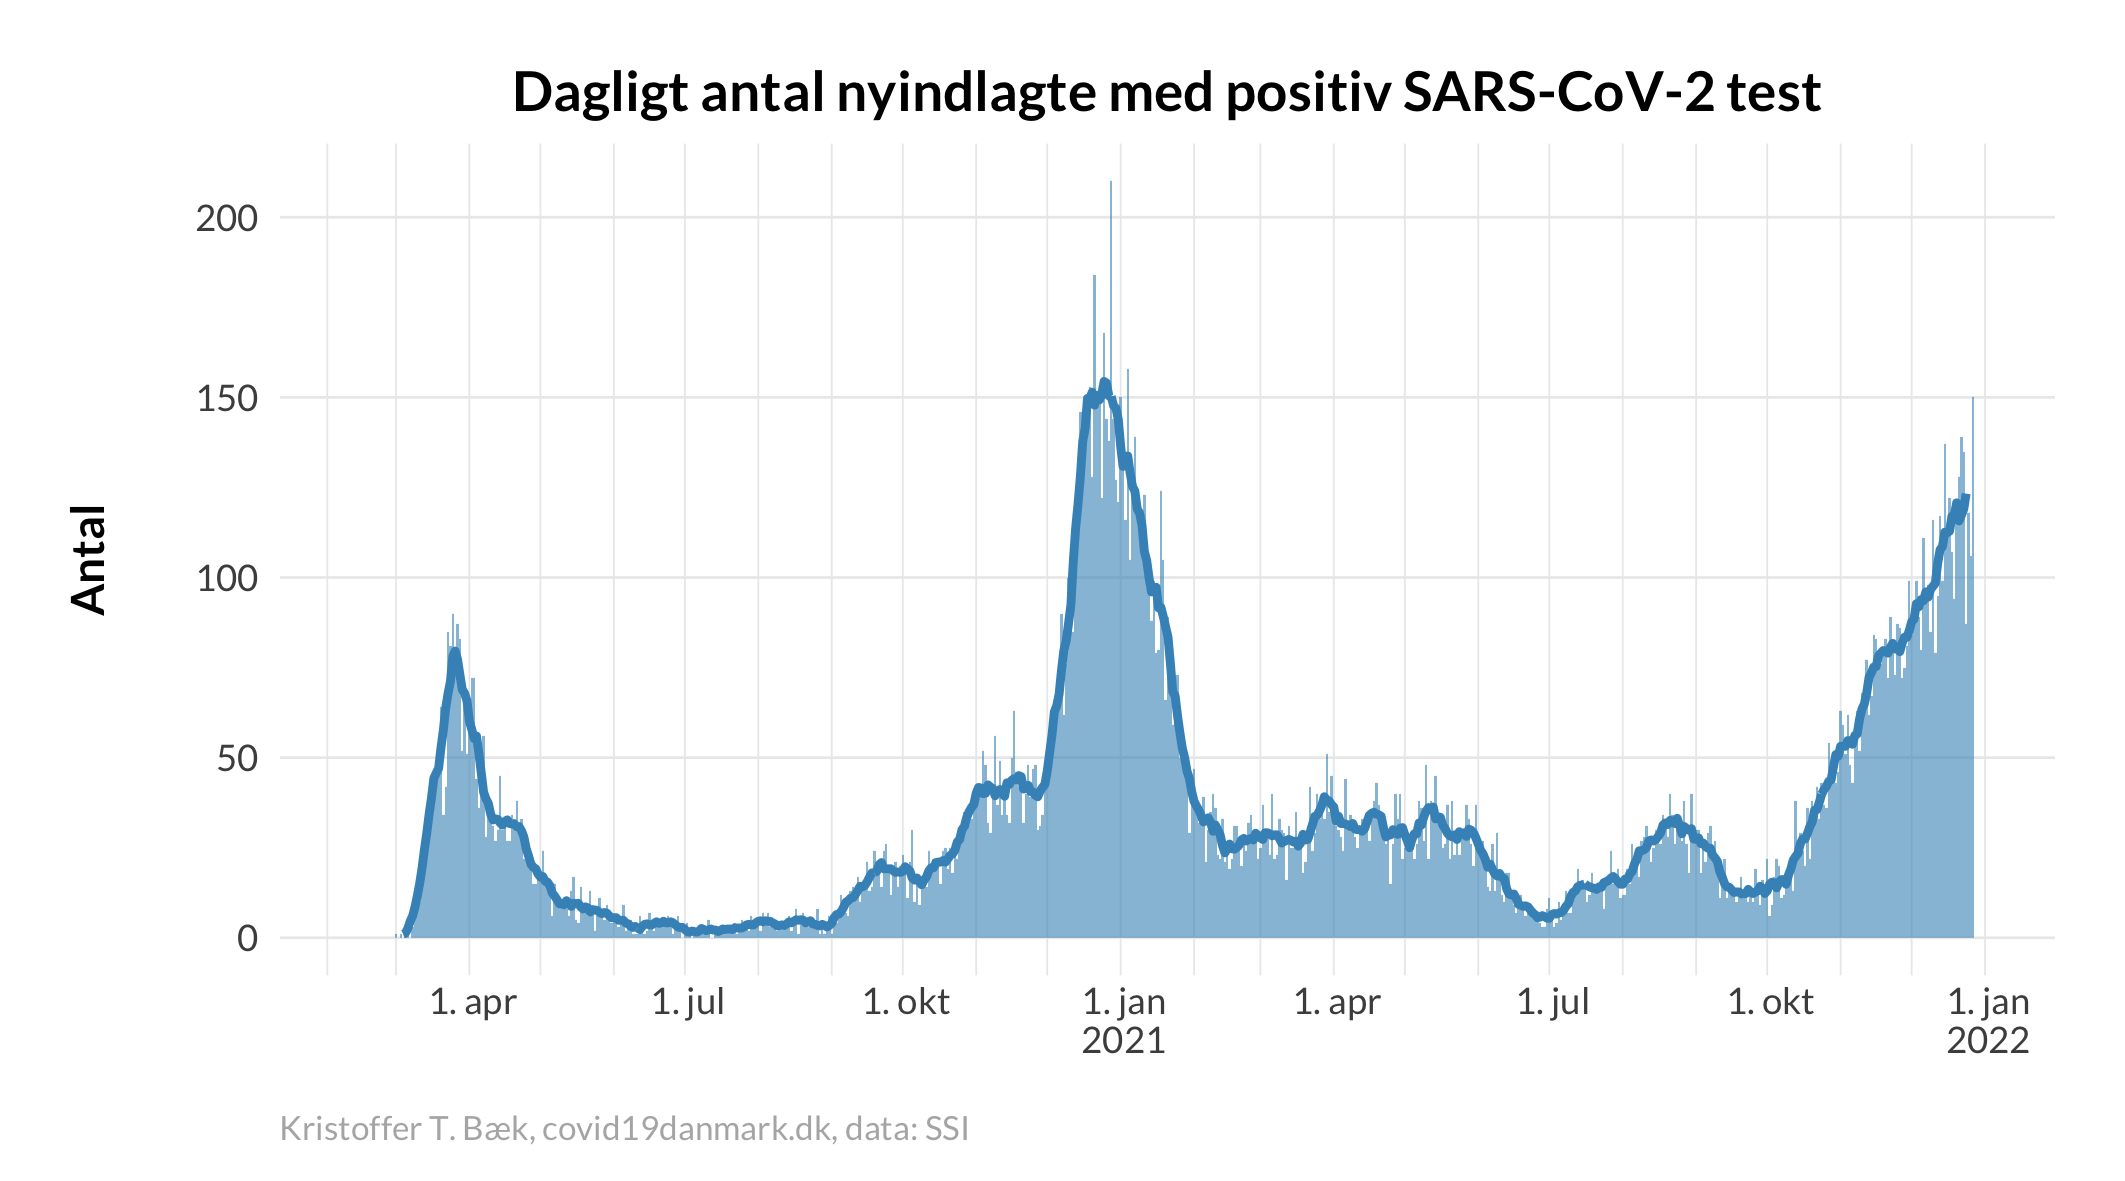 Dagligt antal nyindlagte med positiv SARS-CoV-2 test
Antal
200
150
100
50
0
1. apr
1. jul
1. okt
1. jan
2021
1. apr
1. jul
1. okt
1. jan
2022
Kristoffer T. Bæk, covid19danmark.dk, data: SSI